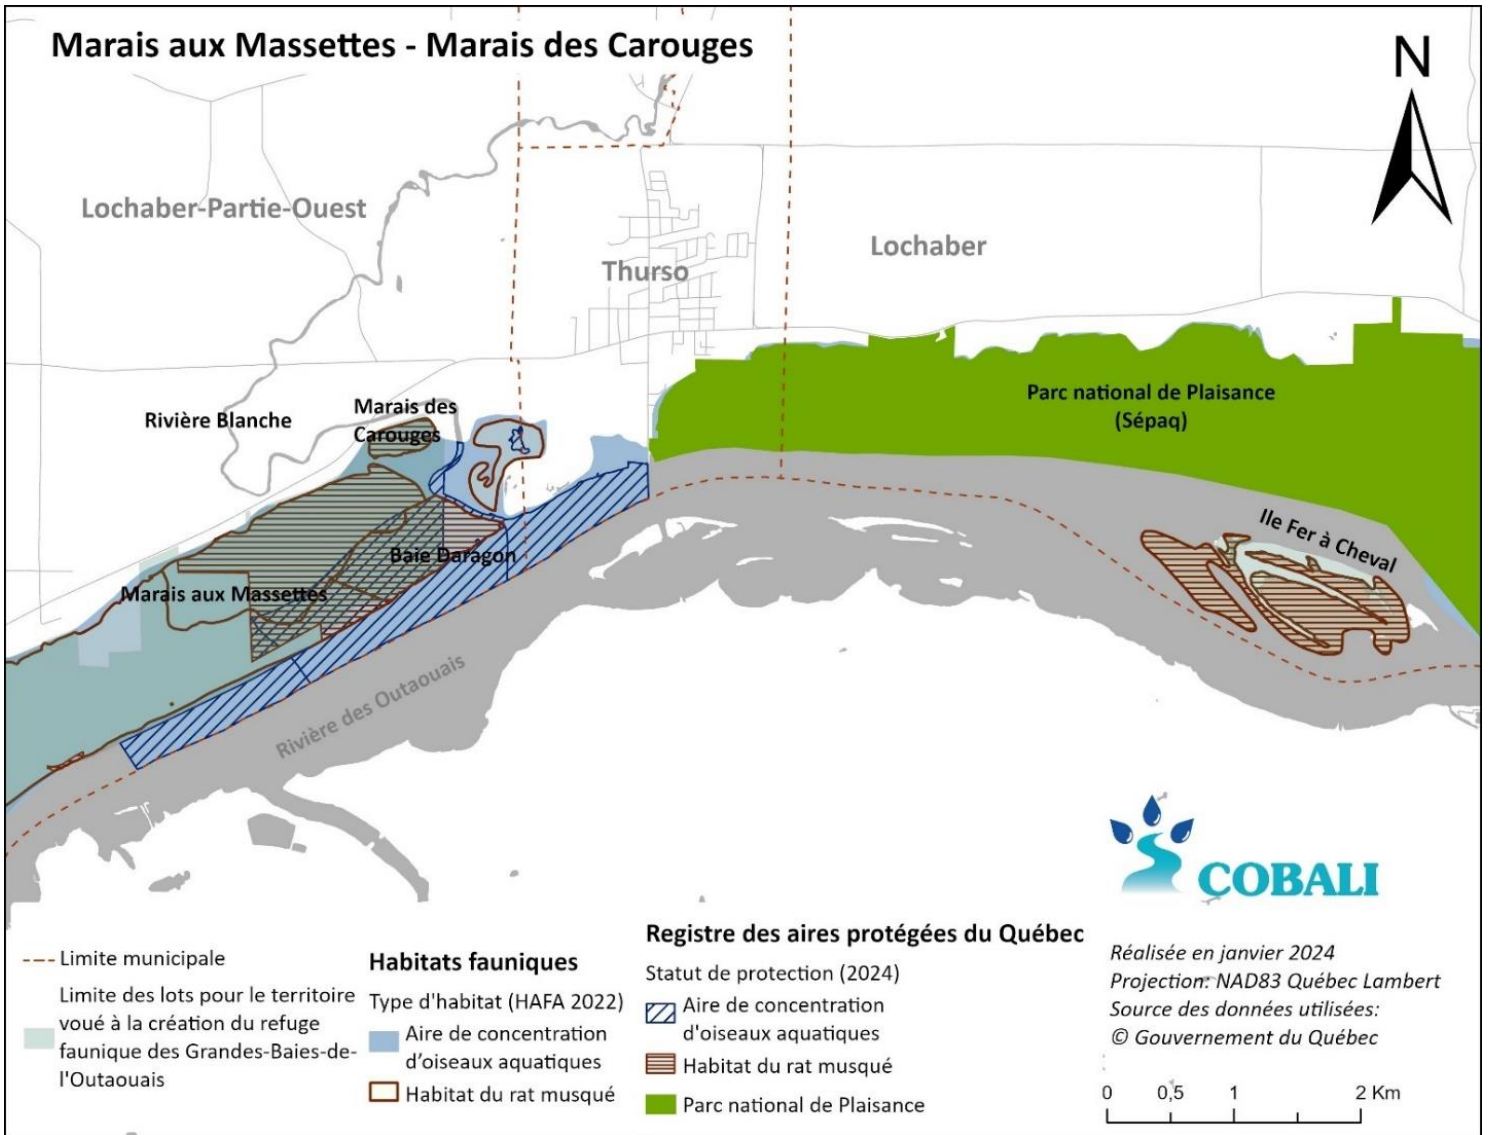 Marais aux Massettes - Marais des Carouges
N
Lochaber-Partie-Ouest
Lochaber
Thurso
Rivière Blanche
Marais des
Carouges
Parc national de Plaisance
(Sépaq)
Ile Fer à Cheval
Baie Daragon
Marais aux Massettes
Rivière des Outaouais
COBALI
Limite municipale
Limite des lots pour le territoire
voué à la création du refuge
faunique des Grandes-Baies-de-
l'Outaouais
Habitats fauniques
Type d'habitat (HAFA 2022)
Aire de concentration
d'oiseaux aquatiques
Habitat du rat musqué
Registre des aires protégées du Québec
Statut de protection (2024)
Aire de concentration
d'oiseaux aquatiques
Habitat du rat musqué
Parc national de Plaisance
Réalisée en janvier 2024
Projection: NAD83 Québec Lambert
Source des données utilisées:
© Gouvernement du Québec
0 0,5 1 2 Km